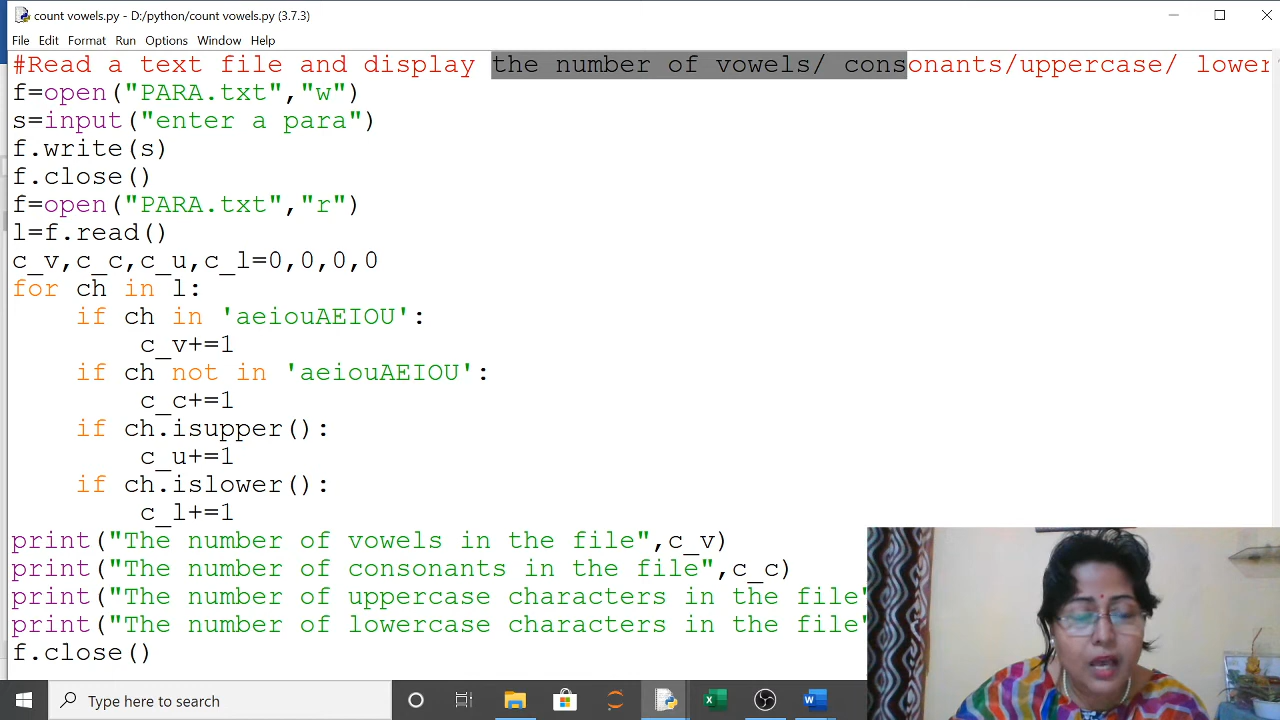 count vowels.py - D:/python/count vowels.py (3.7.3)
File Edit Format Run Options Window Help
#Read a text file and display the number of vowels/ consonants/uppercase/ lower
f=open("PARA.txt","w")
s=input("enter a para")
f.write(s)
f.close()
f=open("PARA.txt","r")
l=f.read()
c_v,c_c,c_u,c_l=0,0,0,0
for ch in l:
    if ch in 'aeiouAEIOU':
        c_v+=1
    if ch not in 'aeiouAEIOU':
        c_c+=1
    if ch.isupper():
        c_u+=1
    if ch.islower():
        c_l+=1
print("The number of vowels in the file",c_v)
print("The number of consonants in the file",c_c)
print("The number of uppercase characters in the file"
print("The number of lowercase characters in the file"
f.close()
Type here to search